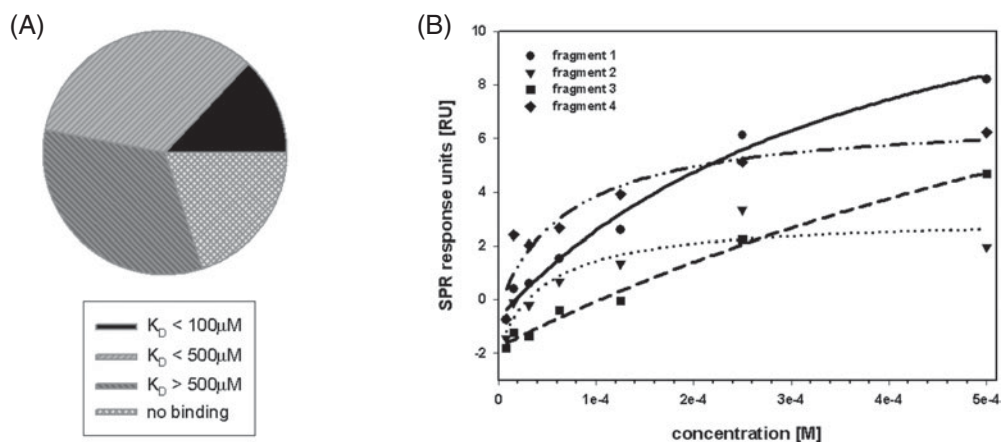 (A)
K_D < 100μM
K_D < 500μM
K_D > 500μM
no binding
(B)
SPR response units [RU]
10
8
6
4
2
0
-2
fragment 1
fragment 2
fragment 3
fragment 4
0 1e-4 2e-4 3e-4 4e-4 5e-4
concentration [M]